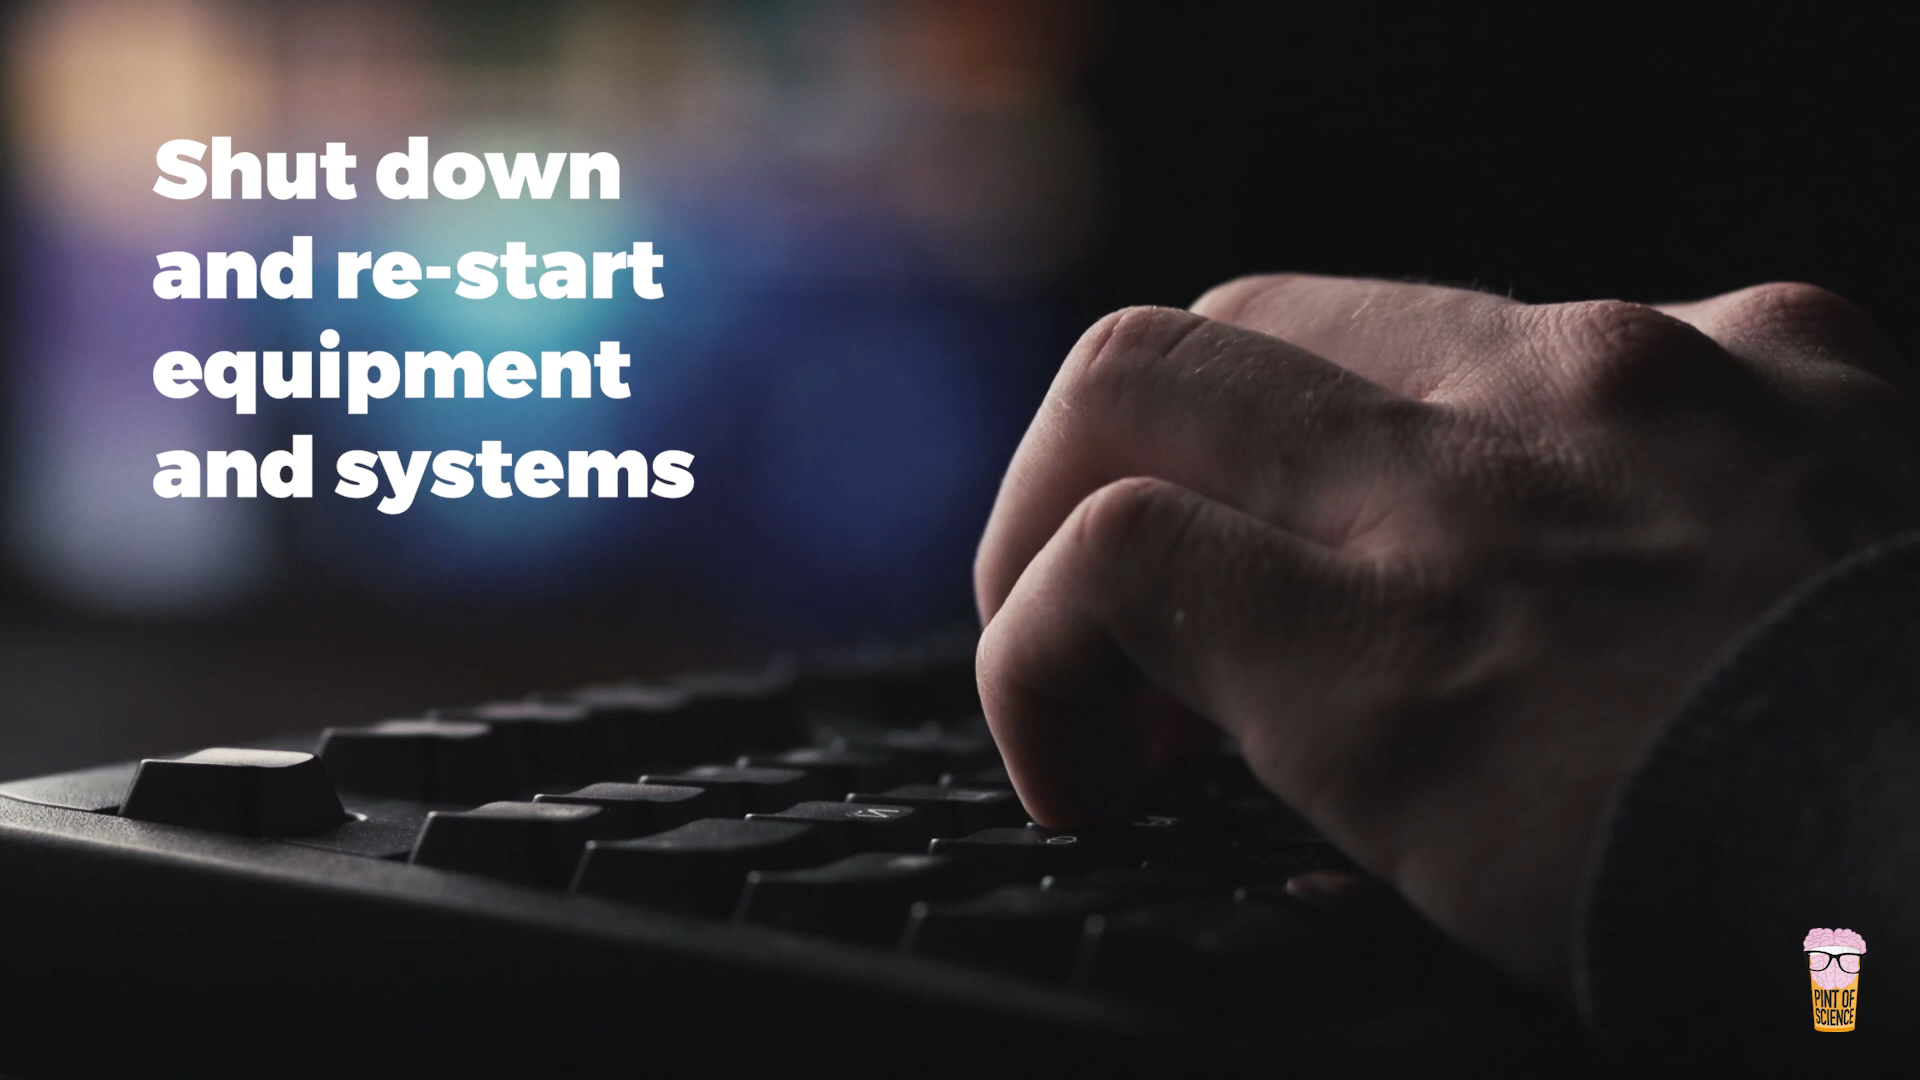 Shut down
and re-start
equipment
and systems
PINT OF
SCIENCE